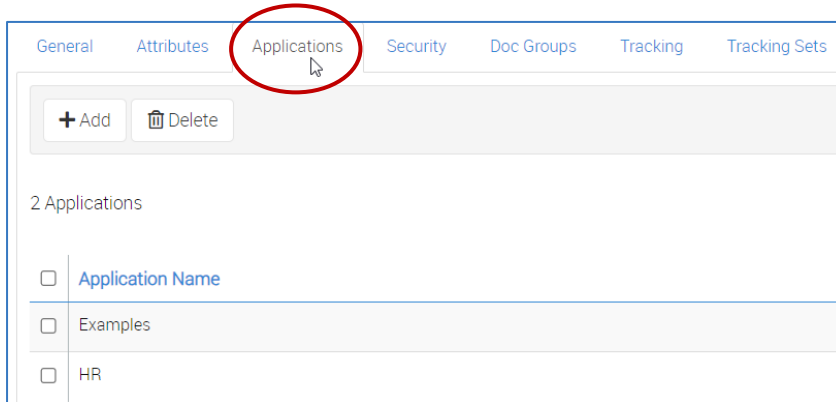 General Attributes Applications Security Doc Groups Tracking Tracking Sets
Add Delete
2 Applications
Application Name
Examples
HR